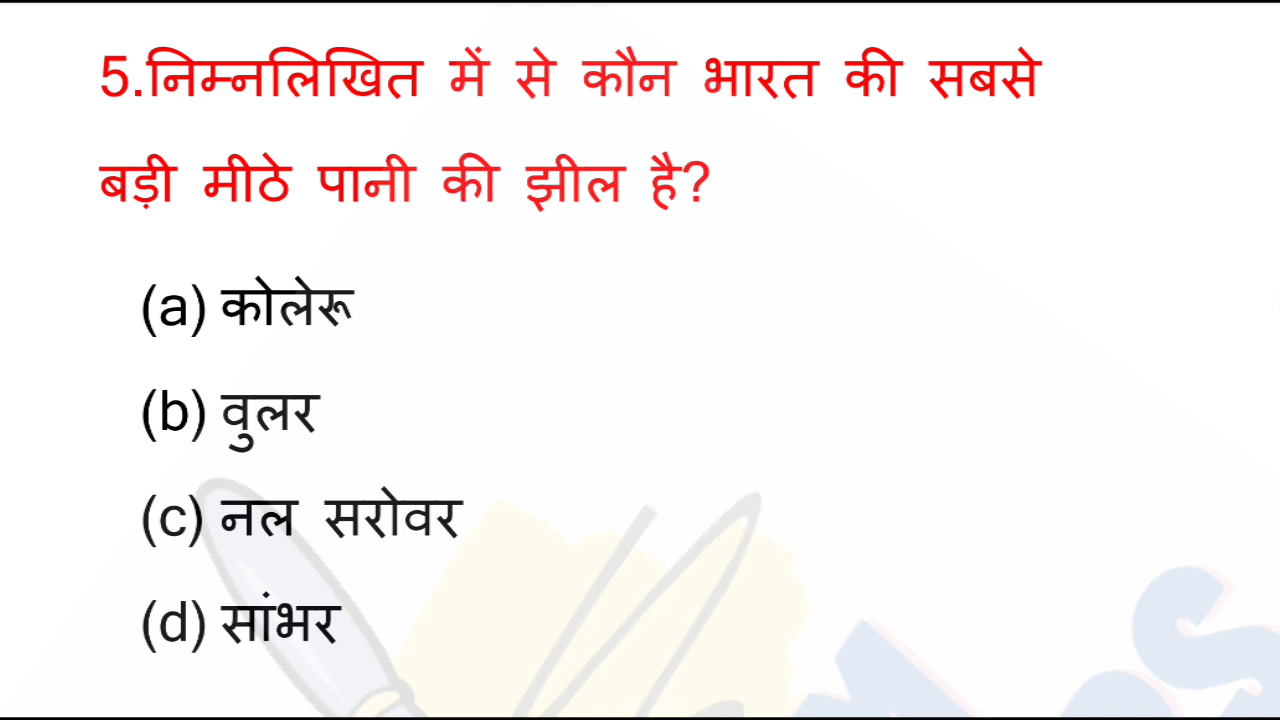 5.निम्नलिखित में से कौन भारत की सबसे
बड़ी मीठे पानी की झील है?
(a) कोलेरू
(b) वुलर
(c) नल सरोवर
(d) सांभर